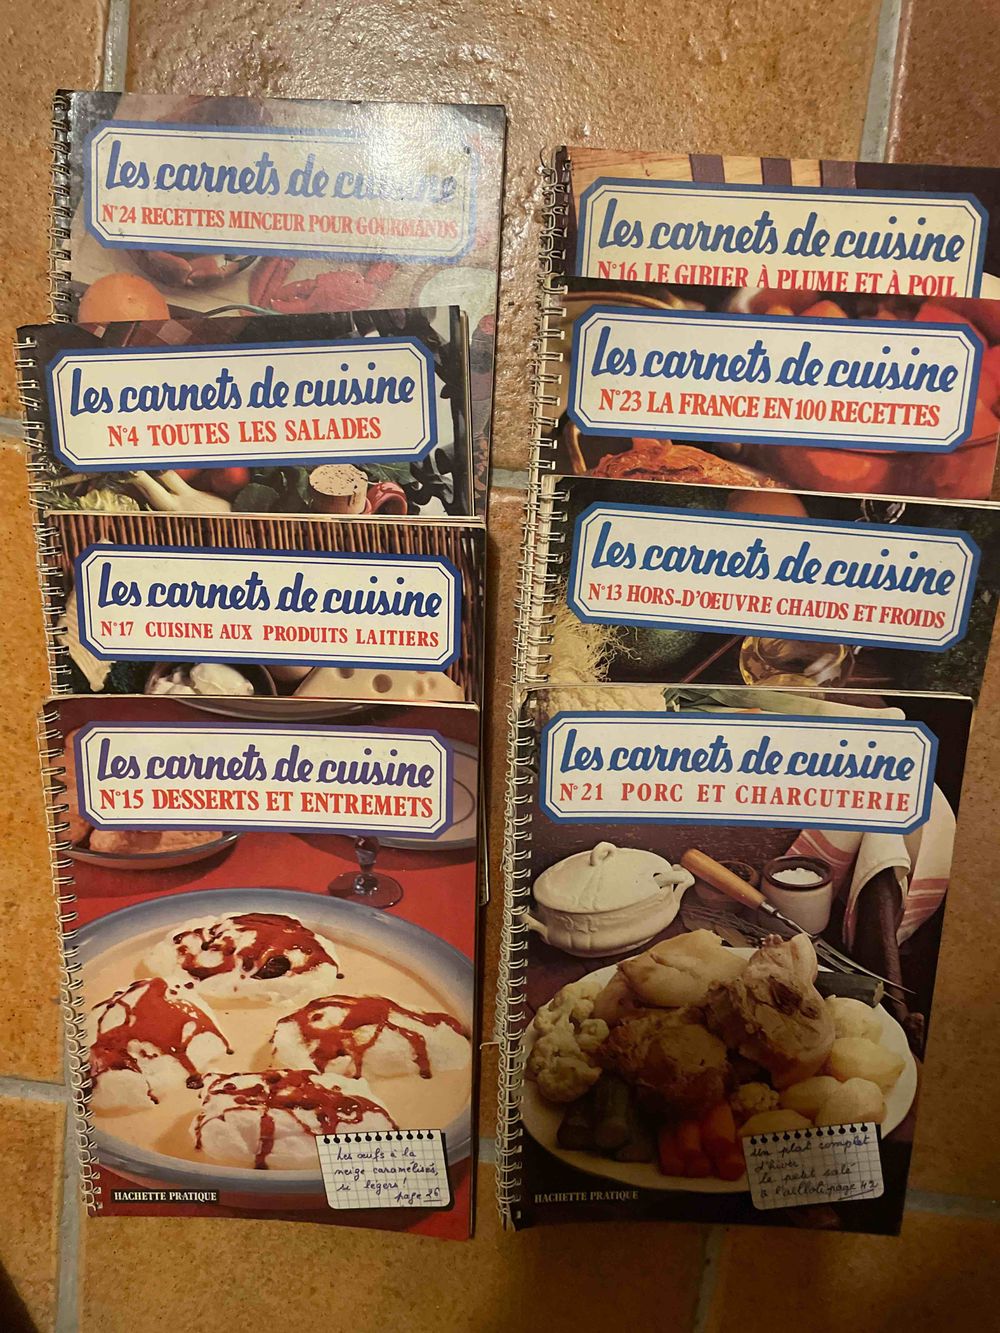 Les carnets de cuisine
N°24 RECETTES MINCEUR POUR GOURMANDS
Les carnets de cuisine
N°4 TOUTES LES SALADES
Les carnets de cuisine
N°17 CUISINE AUX PRODUITS LAITIERS
Les carnets de cuisine
N°15 DESSERTS ET ENTREMETS
Les œufs à la
neige caramélisés,
si légers!
page 26
HACHETTE PRATIQUE
Les carnets de cuisine
N°16 LE GIBIER À PLUME ET À POIL
Les carnets de cuisine
N°23 LA FRANCE EN 100 RECETTES
Les carnets de cuisine
N°13 HORS-D'ŒUVRE CHAUDS ET FROIDS
Les carnets de cuisine
N°21 PORC ET CHARCUTERIE
Un plat complet
d'hiver
le petit salé
à l'ailloli page 42
HACHETTE PRATIQUE